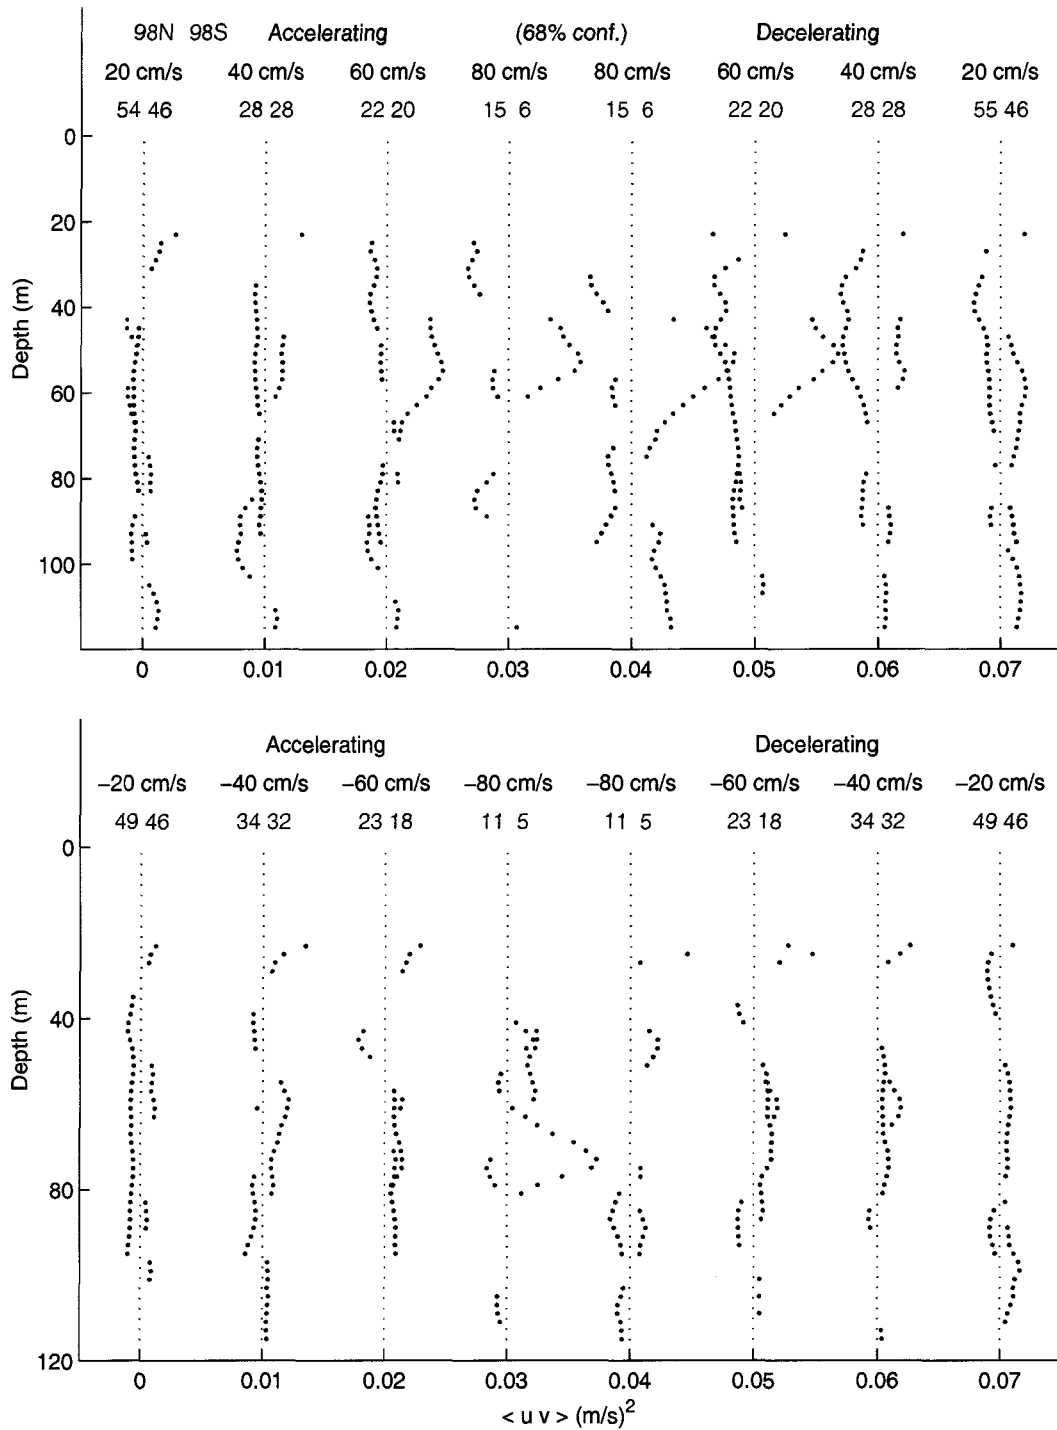 98N 98S Accelerating (68% conf.) Decelerating
20 cm/s 40 cm/s 60 cm/s 80 cm/s 80 cm/s 60 cm/s 40 cm/s 20 cm/s
54 46 28 28 22 20 15 6 15 6 22 20 28 28 55 46
0
20
40
60
80
100
Depth (m)
0 0.01 0.02 0.03 0.04 0.05 0.06 0.07
Accelerating Decelerating
−20 cm/s −40 cm/s −60 cm/s −80 cm/s −80 cm/s −60 cm/s −40 cm/s −20 cm/s
49 46 34 32 23 18 11 5 11 5 23 18 34 32 49 46
0
40
80
120
Depth (m)
0 0.01 0.02 0.03 0.04 0.05 0.06 0.07
< u v > (m/s)²